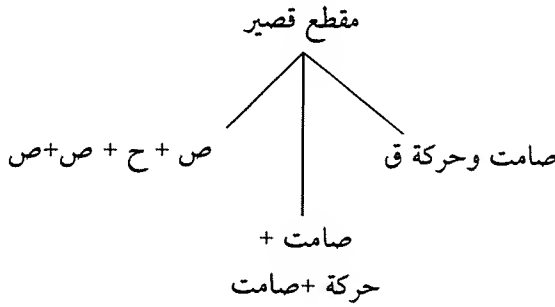 مقطع قصير
صامت وحركة ق
ص + ح + ص+ص
صامت +
حركة +صامت